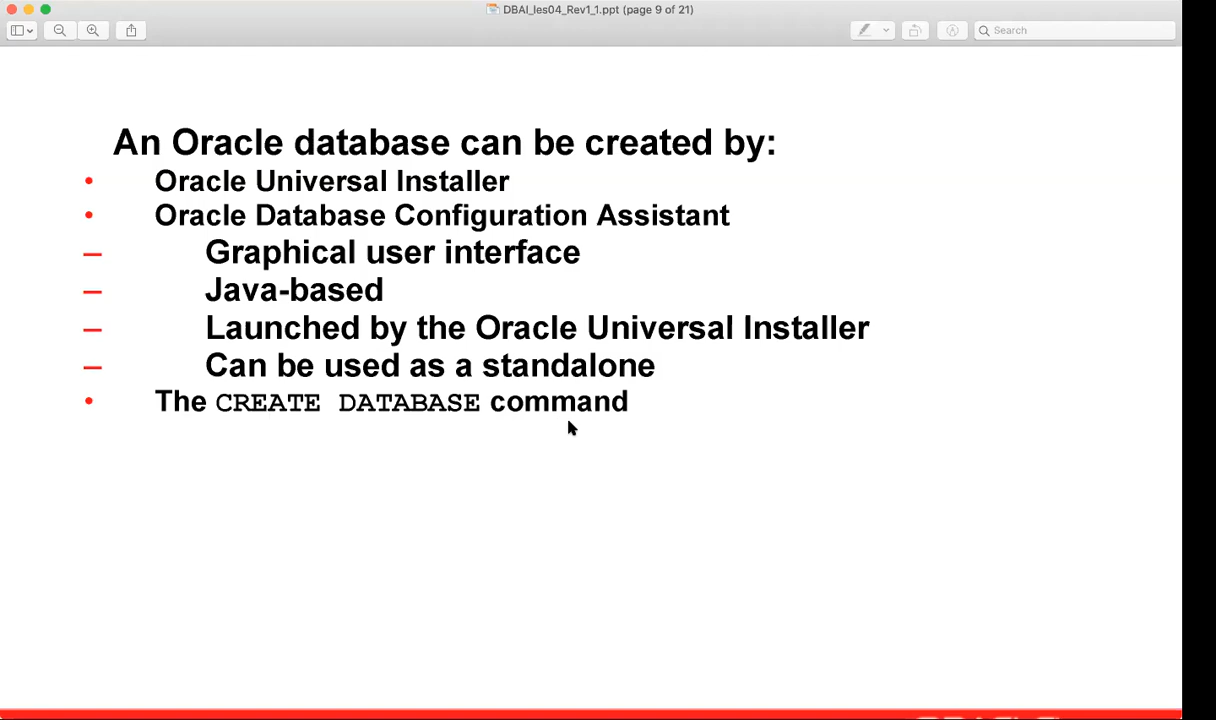 DBAI_les04_Rev1_1.ppt (page 9 of 21)
Search
An Oracle database can be created by:
• Oracle Universal Installer
• Oracle Database Configuration Assistant
– Graphical user interface
– Java-based
– Launched by the Oracle Universal Installer
– Can be used as a standalone
• The CREATE DATABASE command